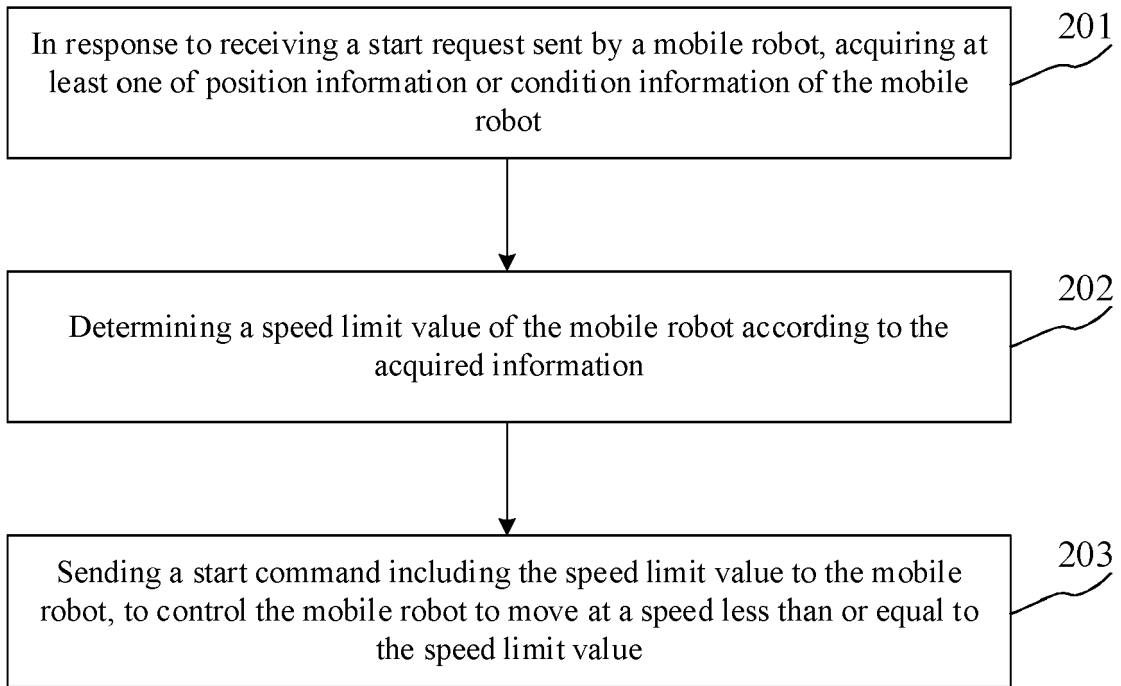 201
In response to receiving a start request sent by a mobile robot, acquiring at
least one of position information or condition information of the mobile
robot
202
Determining a speed limit value of the mobile robot according to the
acquired information
203
Sending a start command including the speed limit value to the mobile
robot, to control the mobile robot to move at a speed less than or equal to
the speed limit value